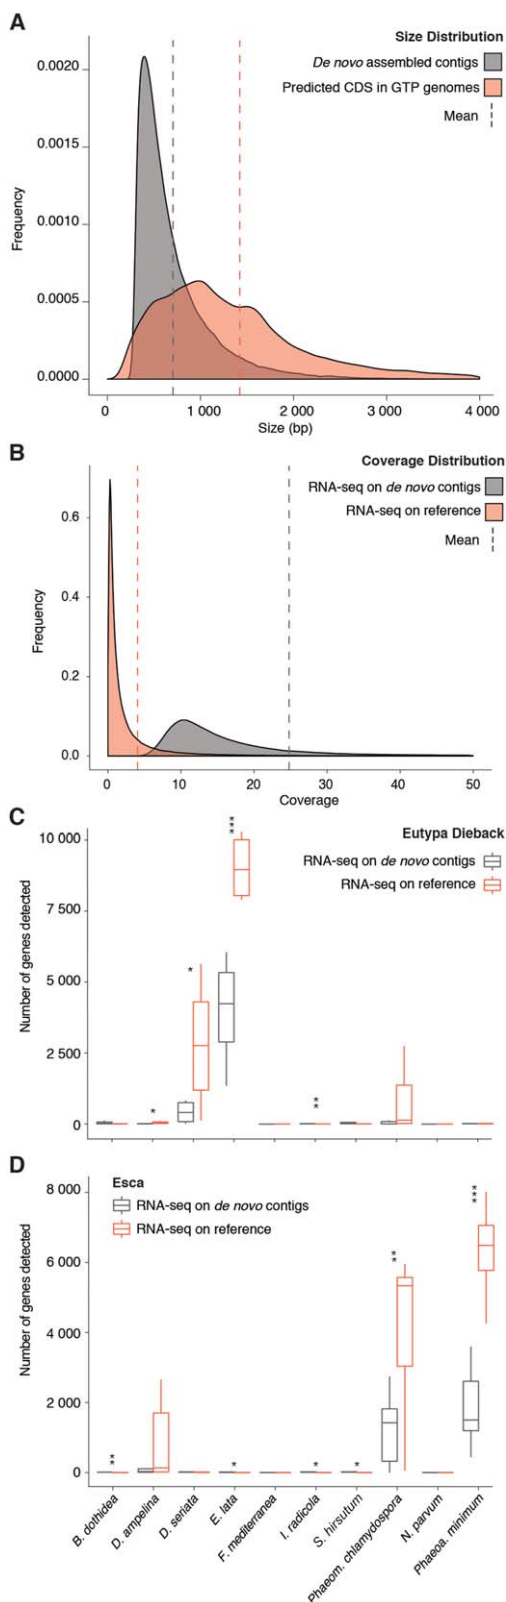 A
Size Distribution
De novo assembled contigs
Predicted CDS in GTP genomes
Mean
Frequency
0.0020
0.0015
0.0010
0.0005
0.0000
0 1 000 2 000 3 000 4 000
Size (bp)
B
Coverage Distribution
RNA-seq on de novo contigs
RNA-seq on reference
Mean
Frequency
0.6
0.4
0.2
0.0
0 10 20 30 40 50
Coverage
C
Eutypa Dieback
RNA-seq on de novo contigs
RNA-seq on reference
Number of genes detected
10 000
7 500
5 000
2 500
0
***
*
*
**
D
Esca
RNA-seq on de novo contigs
RNA-seq on reference
Number of genes detected
8 000
6 000
4 000
2 000
0
**
*
*
*
**
***
B. dothidea
D. ampelina
D. seriata
E. lata
F. mediterranea
I. radicola
S. hirsutum
Phaeom. chlamydospora
N. parvum
Phaeoa. minimum